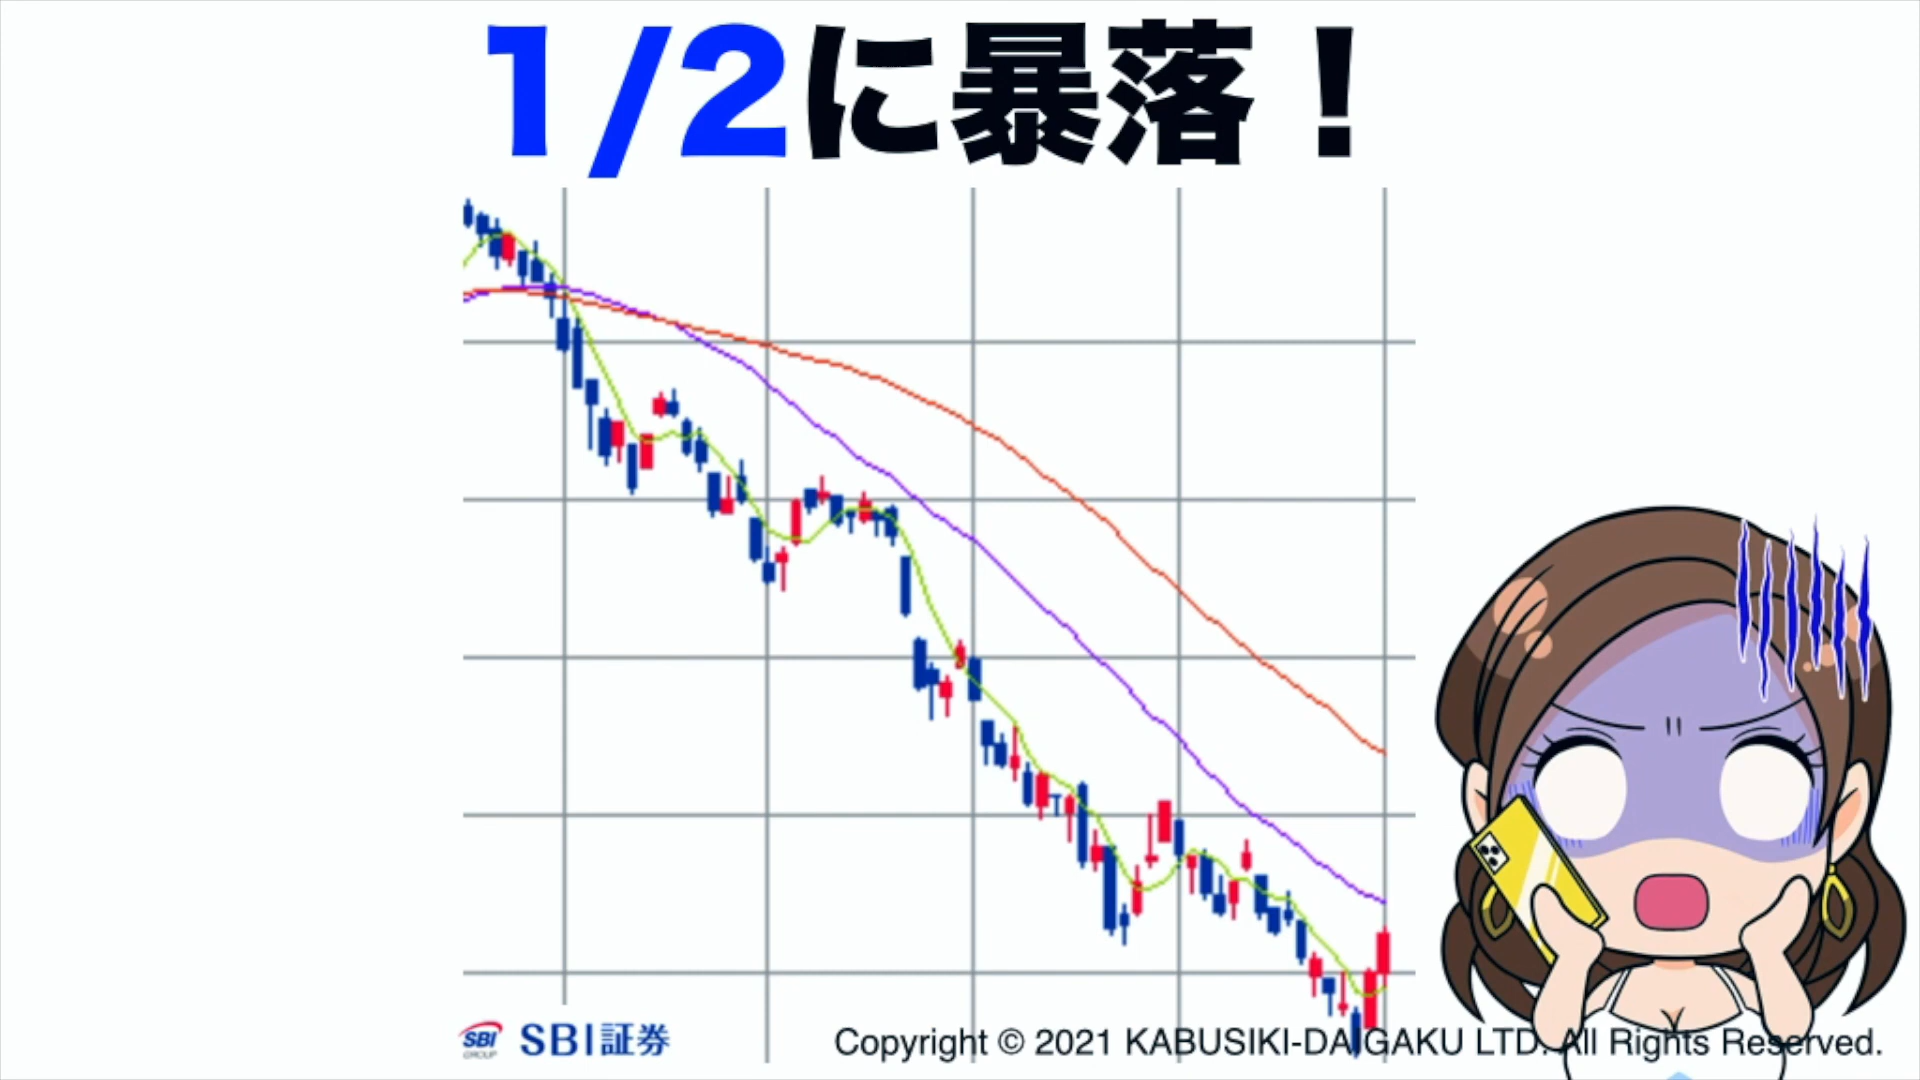 1/2に暴落！
SBI GROUP SBI証券
Copyright © 2021 KABUSIKI-DAIGAKU LTD. All Rights Reserved.